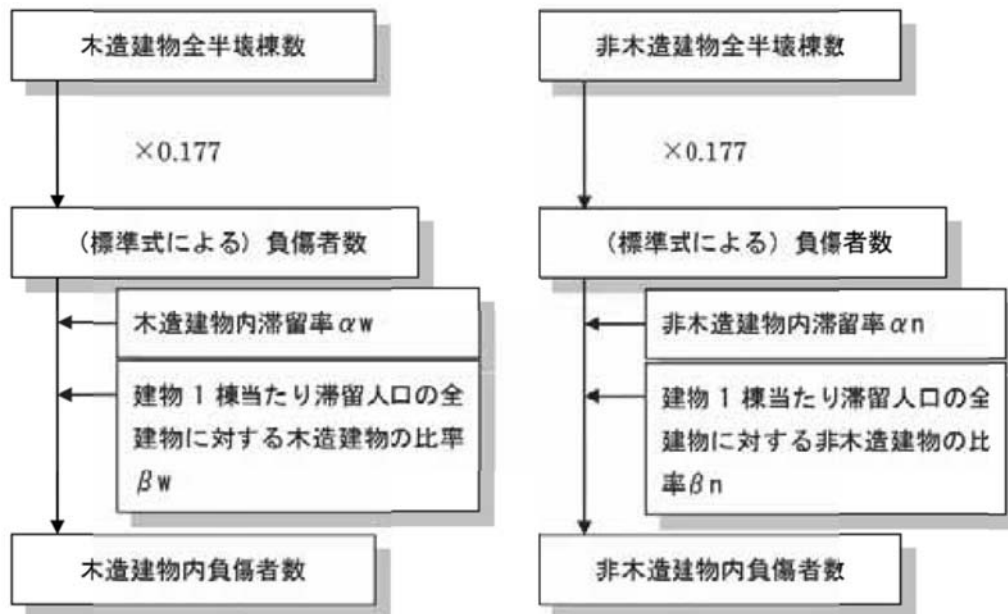 木造建物全半壊棟数
×0.177
(標準式による) 負傷者数
木造建物内滞留率αw
建物1棟当たり滞留人口の全
建物に対する木造建物の比率
βw
木造建物内負傷者数
非木造建物全半壊棟数
×0.177
(標準式による) 負傷者数
非木造建物内滞留率αn
建物1棟当たり滞留人口の全
建物に対する非木造建物の比
率βn
非木造建物内負傷者数